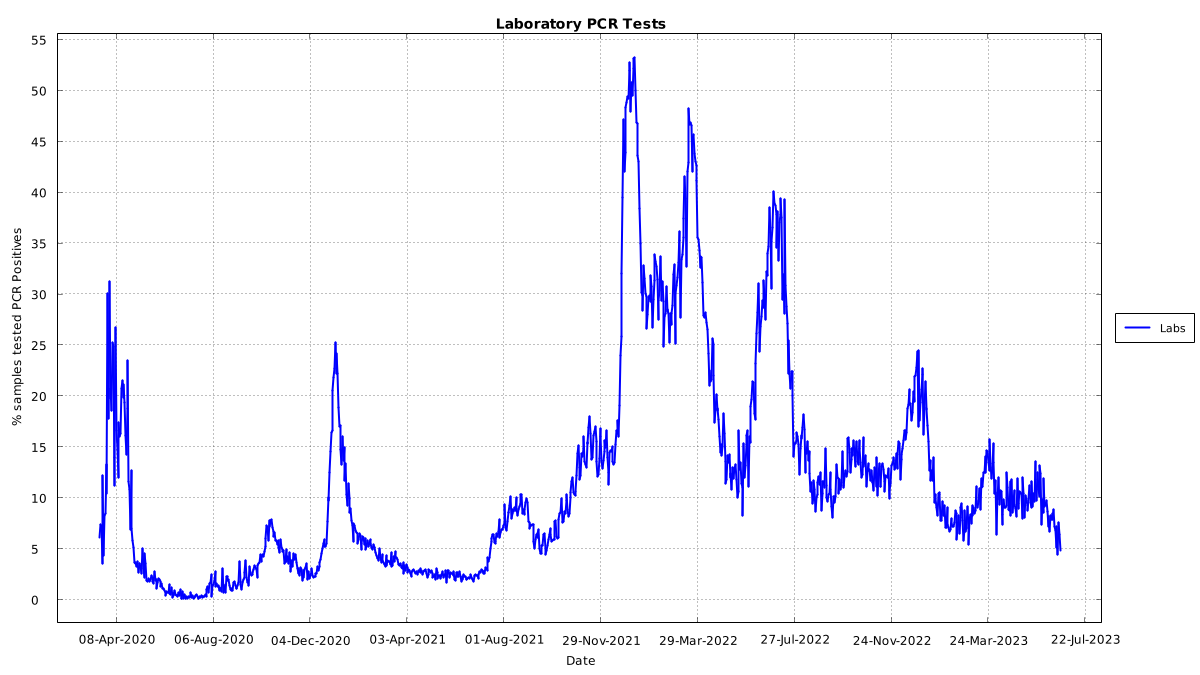 Laboratory PCR Tests
% samples tested PCR Positives
55
50
45
40
35
30
25
20
15
10
5
0
08-Apr-2020 06-Aug-2020 04-Dec-2020 03-Apr-2021 01-Aug-2021 29-Nov-2021 29-Mar-2022 27-Jul-2022 24-Nov-2022 24-Mar-2023 22-Jul-2023
Date
Labs